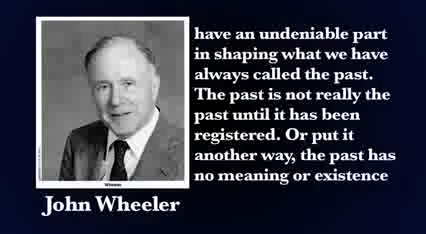 have an undeniable part
in shaping what we have
always called the past.
The past is not really the
past until it has been
registered. Or put it
another way, the past has
no meaning or existence
John Wheeler